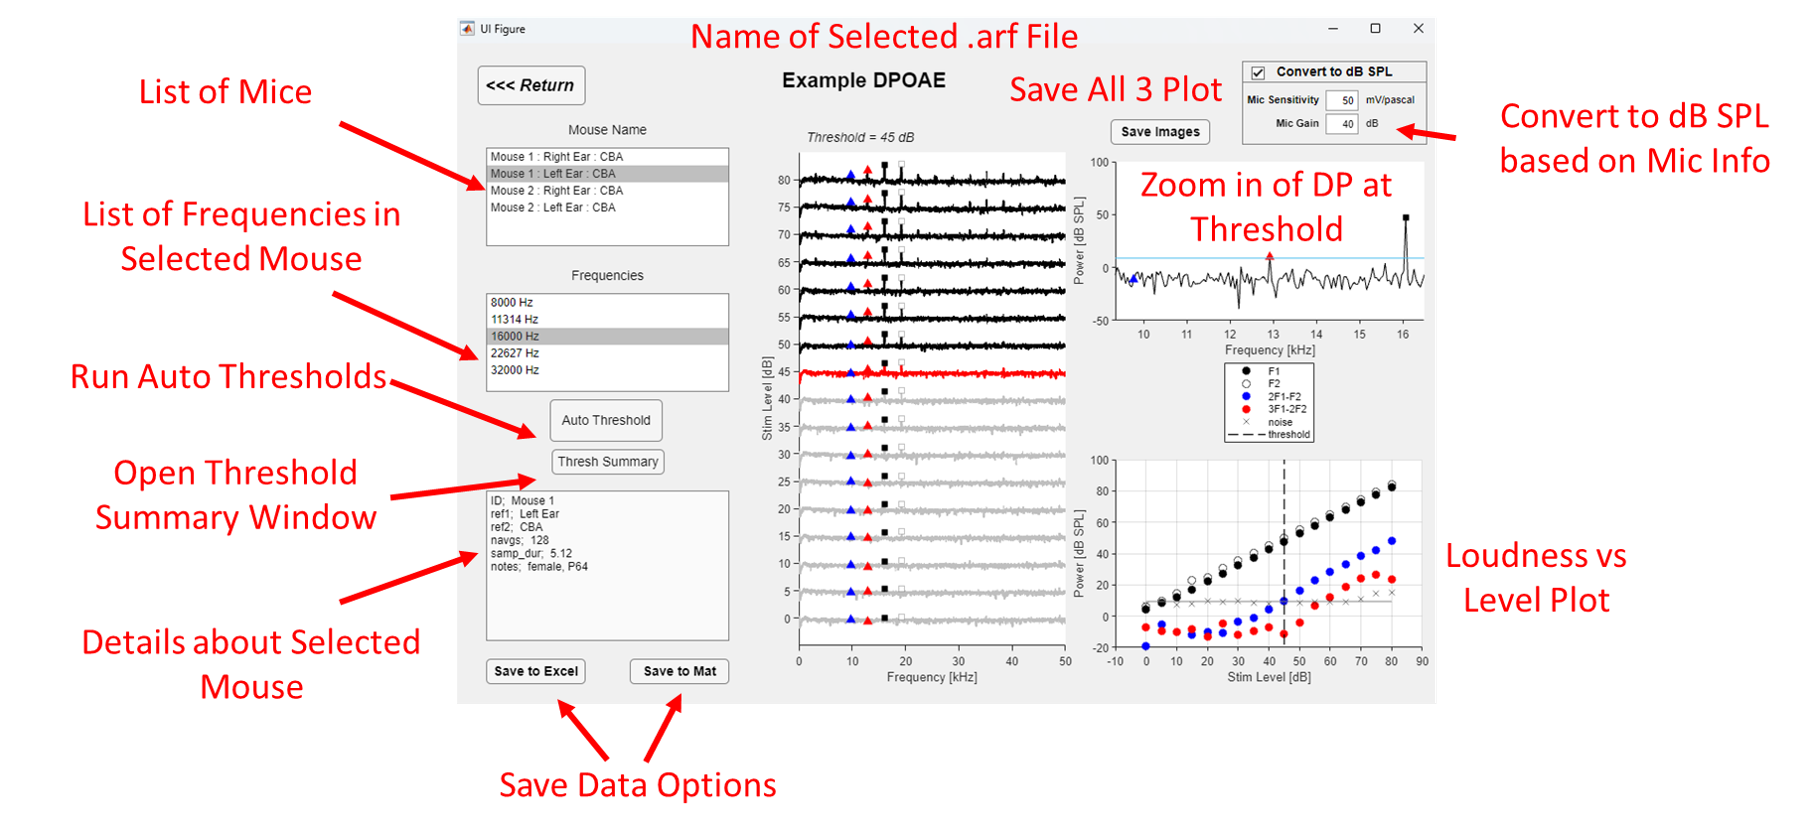 UI Figure
Name of Selected .arf File
List of Mice
<<< Return
Example DPOAE
Save All 3 Plot
Convert to dB SPL
Mic Sensitivity 50 mV/pascal
Mic Gain 40 dB
Save Images
Convert to dB SPL
based on Mic Info
Mouse Name
Mouse 1 : Right Ear : CBA
Mouse 1 : Left Ear : CBA
Mouse 2 : Right Ear : CBA
Mouse 2 : Left Ear : CBA
List of Frequencies in
Selected Mouse
Frequencies
8000 Hz
11314 Hz
16000 Hz
22627 Hz
32000 Hz
Run Auto Thresholds
Auto Threshold
Thresh Summary
Open Threshold
Summary Window
ID; Mouse 1
ref1; Left Ear
ref2; CBA
navgs; 128
samp_dur; 5.12
notes; female, P64
Details about Selected
Mouse
Save to Excel
Save to Mat
Save Data Options
Threshold = 45 dB
Stim Level [dB]
80
75
70
65
60
55
50
45
40
35
30
25
20
15
10
5
0
0 10 20 30 40 50
Frequency [kHz]
Zoom in of DP at
Threshold
Power [dB SPL]
100
50
0
-50
10 11 12 13 14 15 16
Frequency [kHz]
F1
F2
2F1-F2
3F1-2F2
noise
threshold
Power [dB SPL]
100
80
60
40
20
0
-20
-10 0 10 20 30 40 50 60 70 80 90
Stim Level [dB]
Loudness vs
Level Plot